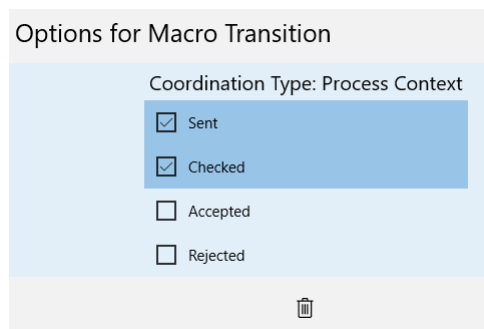 Options for Macro Transition
Coordination Type: Process Context
Sent
Checked
Accepted
Rejected